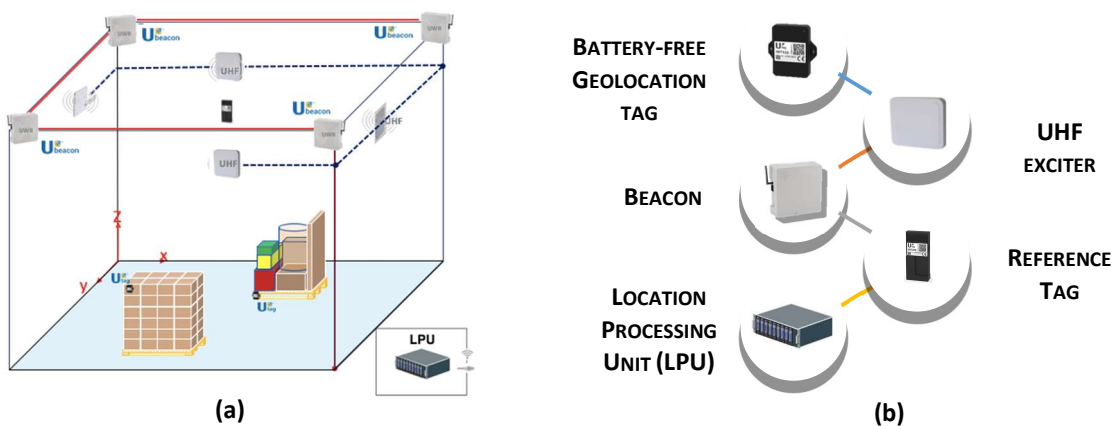 UWB
U beacon
U beacon
UWB
UHF
UWB
U beacon
U beacon
UWB
UHF
UHF
Z
x
y
U tag
U tag
LPU
(a)
BATTERY-FREE
GEOLOCATION
TAG
UHF
EXCITER
BEACON
REFERENCE
TAG
LOCATION
PROCESSING
UNIT (LPU)
(b)